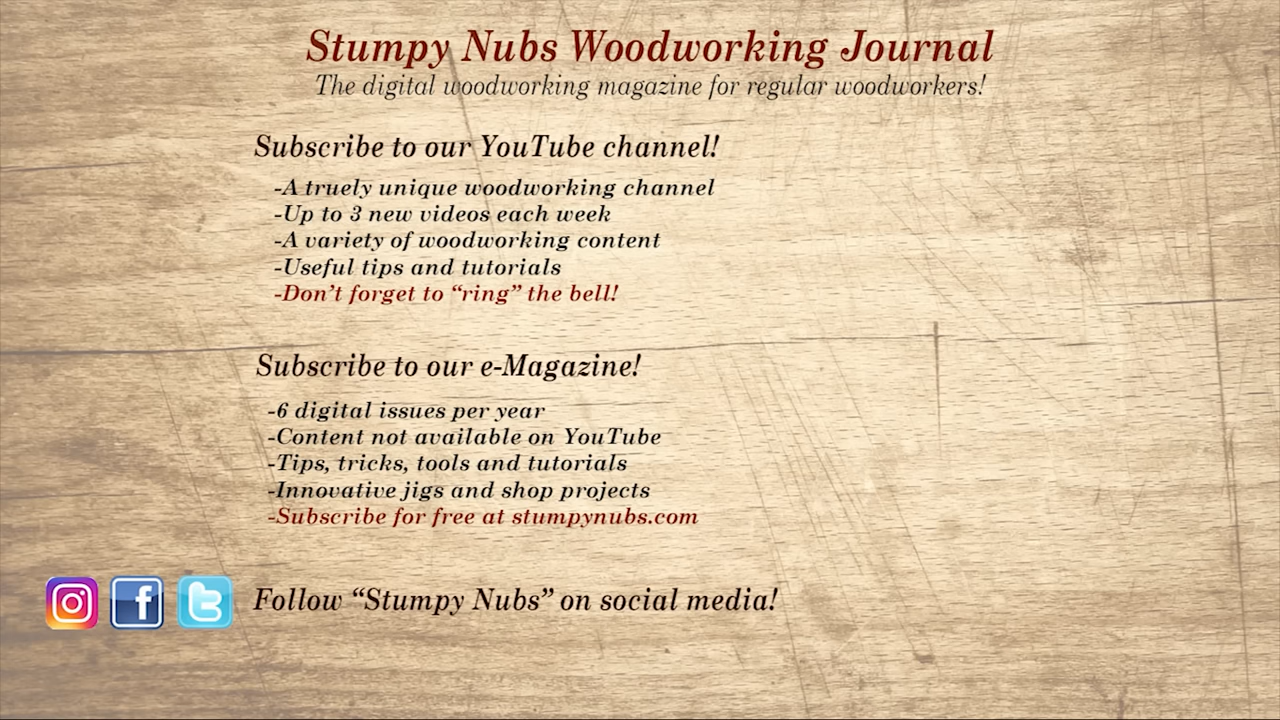 Stumpy Nubs Woodworking Journal
The digital woodworking magazine for regular woodworkers!
Subscribe to our YouTube channel!
-A truely unique woodworking channel
-Up to 3 new videos each week
-A variety of woodworking content
-Useful tips and tutorials
-Don’t forget to “ring” the bell!
Subscribe to our e-Magazine!
-6 digital issues per year
-Content not available on YouTube
-Tips, tricks, tools and tutorials
-Innovative jigs and shop projects
-Subscribe for free at stumpynubs.com
Follow “Stumpy Nubs” on social media!